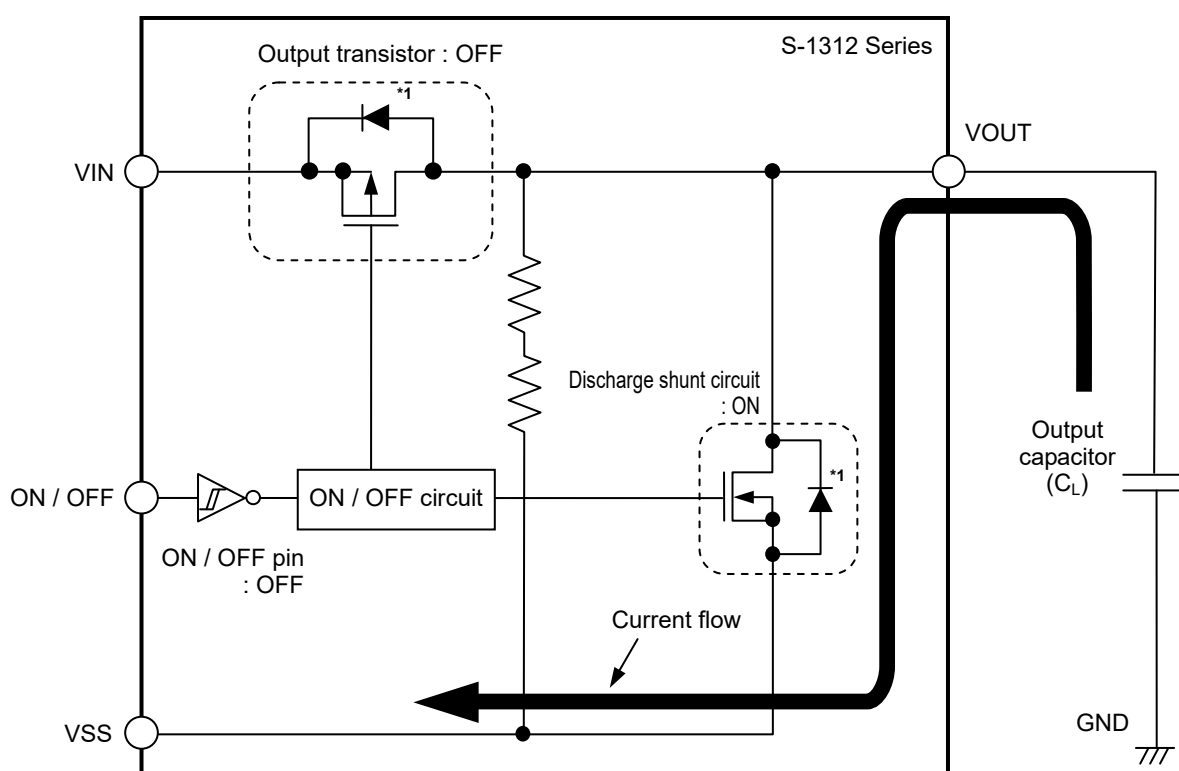 S-1312 Series
Output transistor : OFF
*1
VOUT
VIN
Discharge shunt circuit
: ON
*1
Output
capacitor
(CL)
ON / OFF
ON / OFF circuit
ON / OFF pin
: OFF
Current flow
GND
VSS